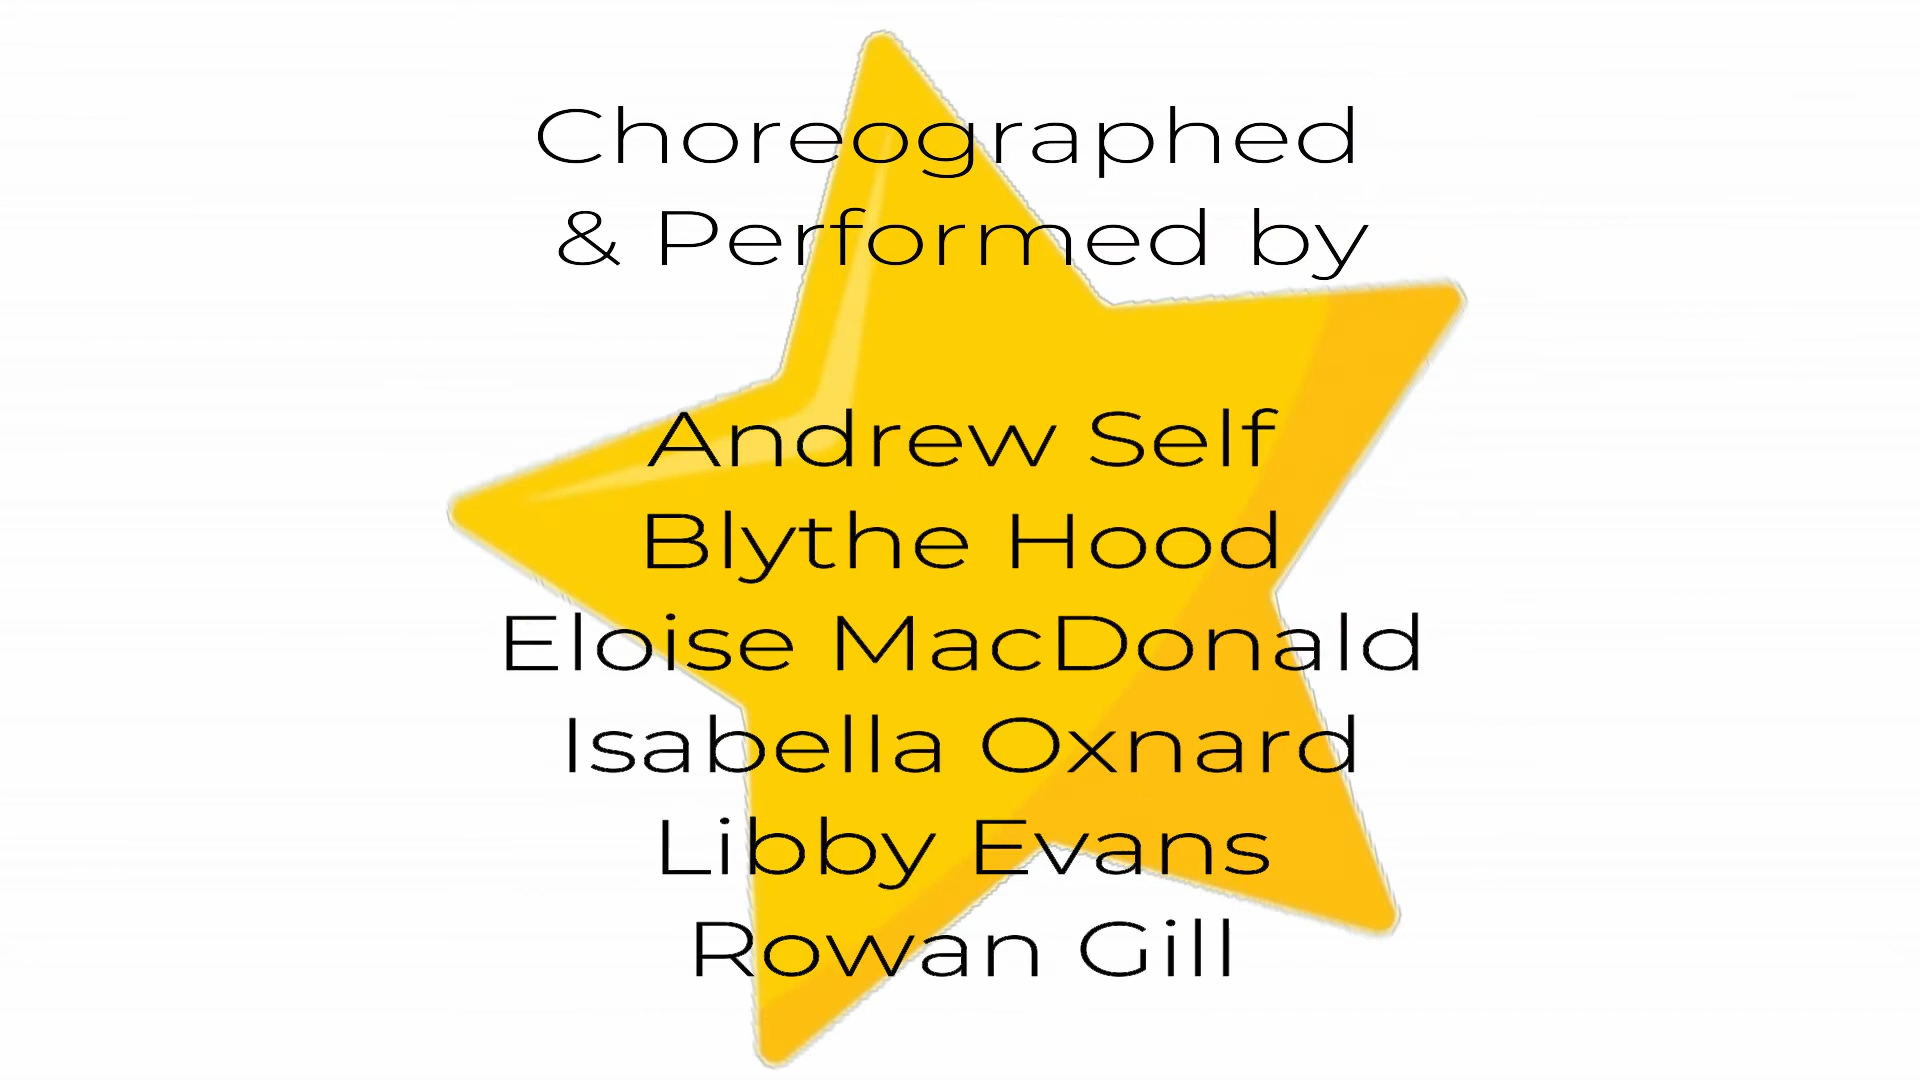 Choreographed
& Performed by
Andrew Self
Blythe Hood
Eloise MacDonald
Isabella Oxnard
Libby Evans
Rowan Gill